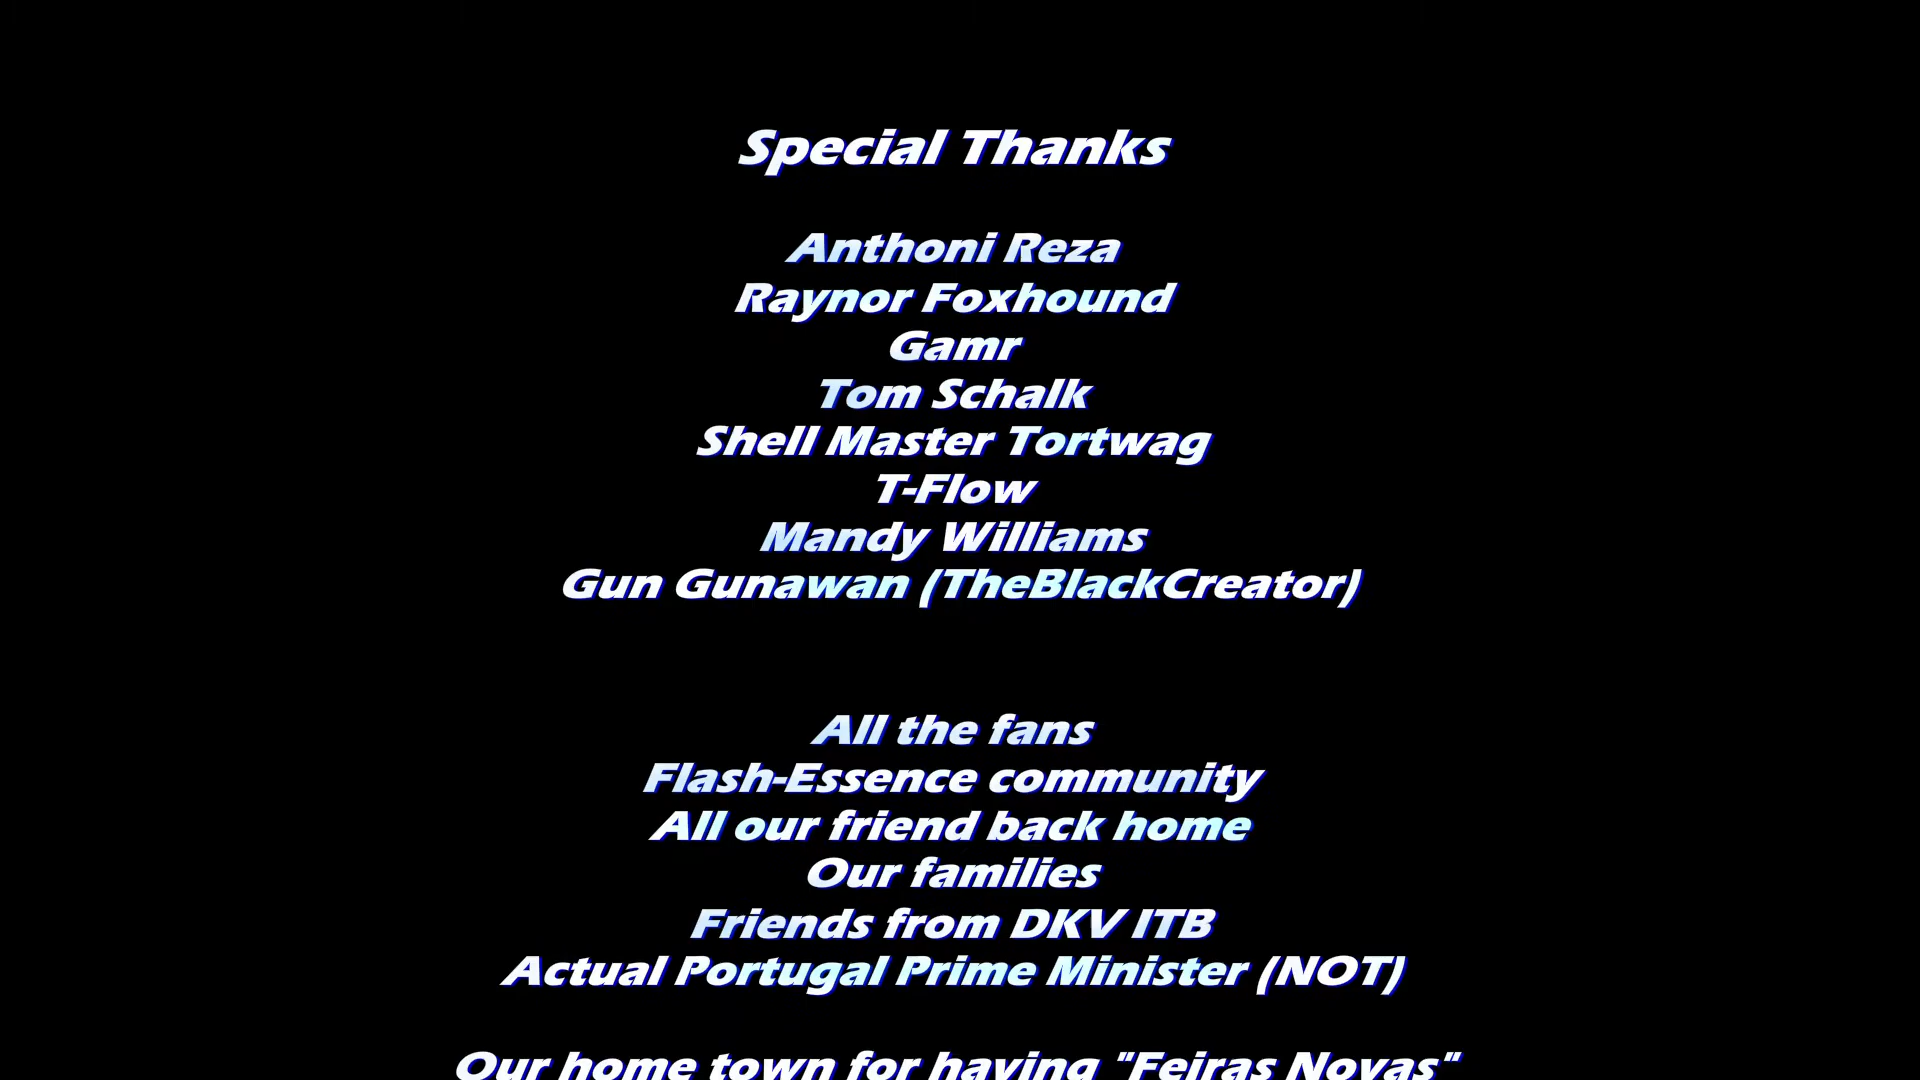 Special Thanks
Anthoni Reza
Raynor Foxhound
Gamr
Tom Schalk
Shell Master Tortwag
T-Flow
Mandy Williams
Gun Gunawan (TheBlackCreator)
All the fans
Flash-Essence community
All our friend back home
Our families
Friends from DKV ITB
Actual Portugal Prime Minister (NOT)
Our home town for having "Feiras Novas"